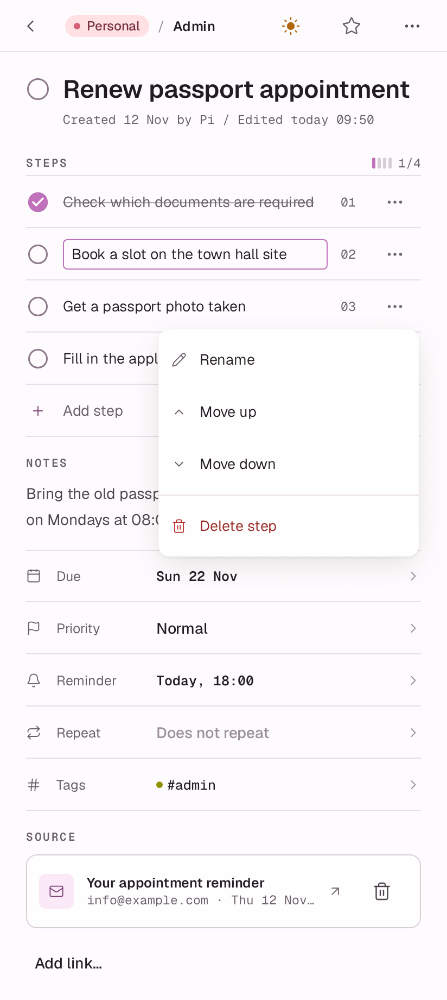 Personal / Admin
Renew passport appointment
Created 12 Nov by Pi / Edited today 09:50
STEPS 1/4
Check which documents are required 01
Book a slot on the town hall site 02
Get a passport photo taken 03
Fill in the appl
Rename
Move up
Move down
Delete step
Add step
NOTES
Bring the old passp
on Mondays at 08:0
Due Sun 22 Nov
Priority Normal
Reminder Today, 18:00
Repeat Does not repeat
Tags #admin
SOURCE
Your appointment reminder
info@example.com · Thu 12 Nov…
Add link…